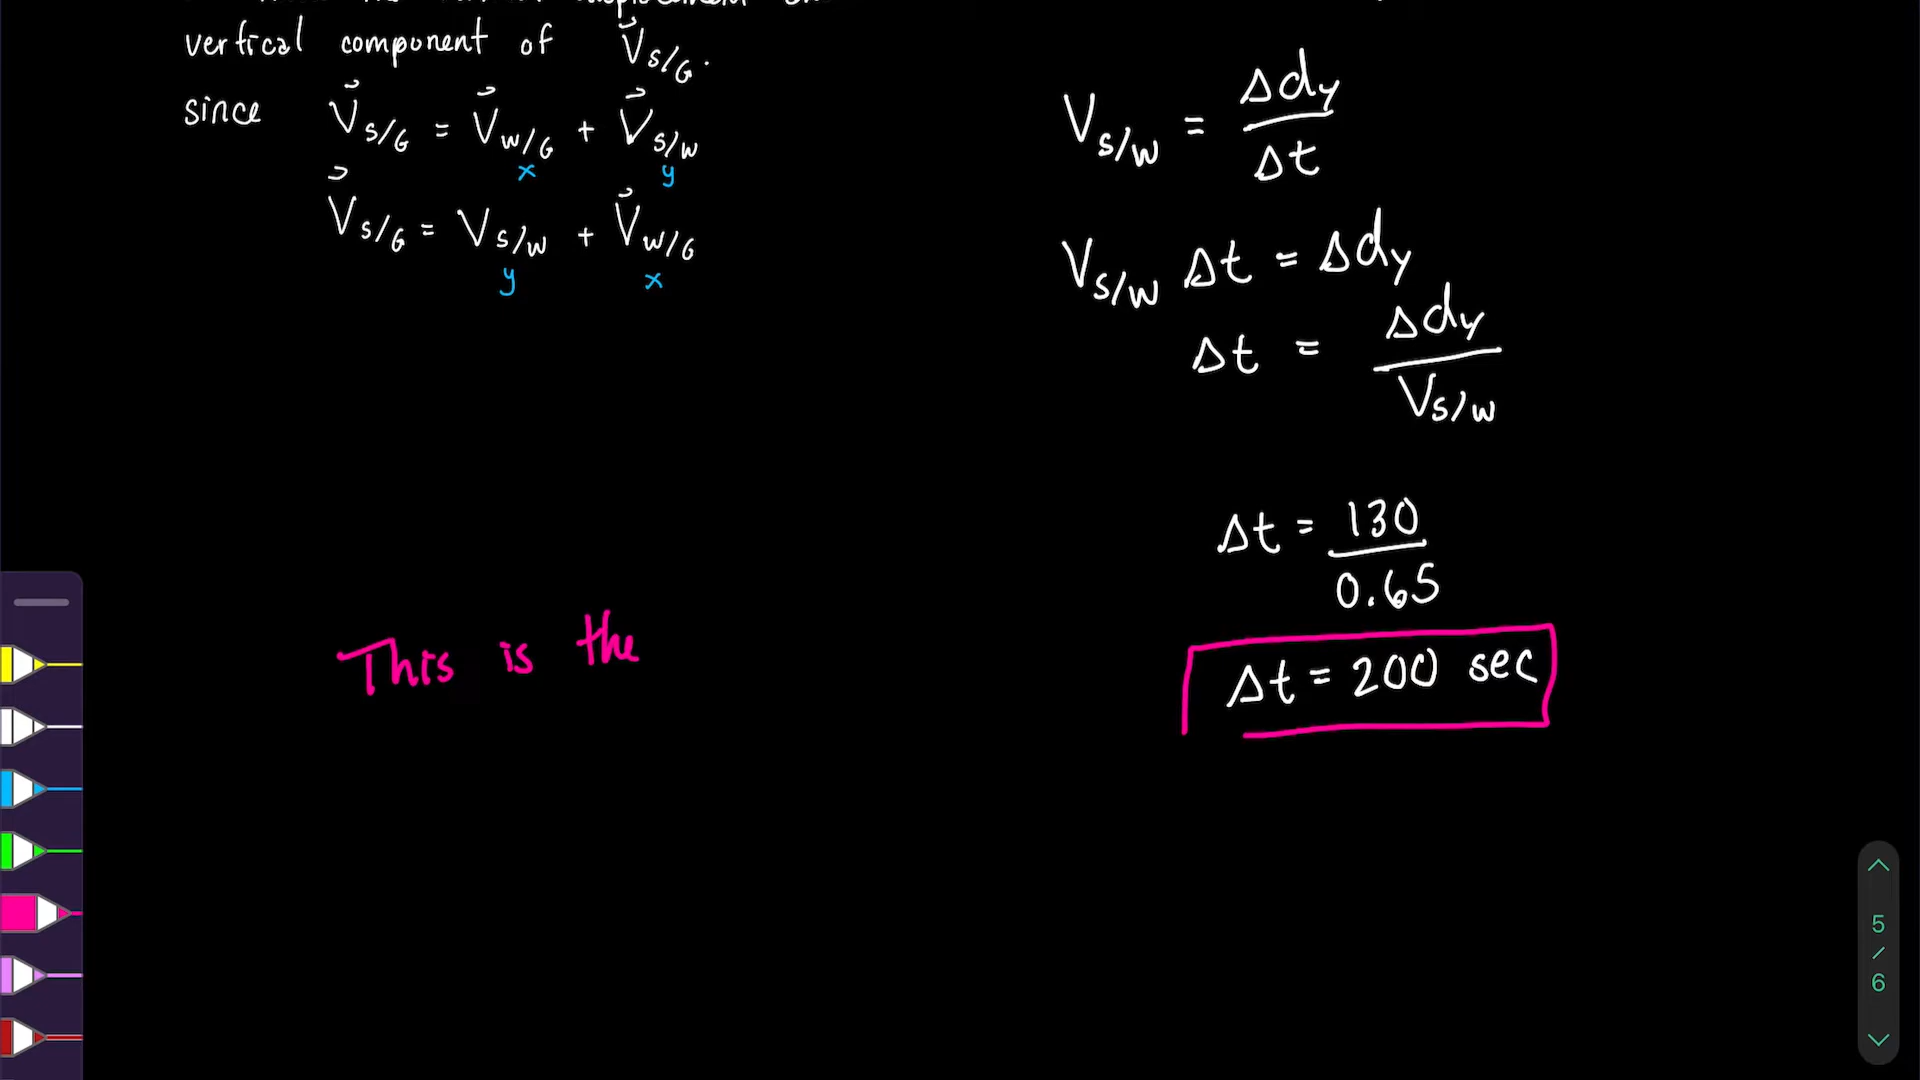 vertical component of V⃗s/G.
since V⃗s/G = V⃗w/G + V⃗s/w
x y
V⃗s/G = Vs/w + V⃗w/G
y x
This is the
Vs/w = Δdy / Δt
Vs/w Δt = Δdy
Δt = Δdy / Vs/w
Δt = 130 / 0.65
Δt = 200 sec
5
/
6